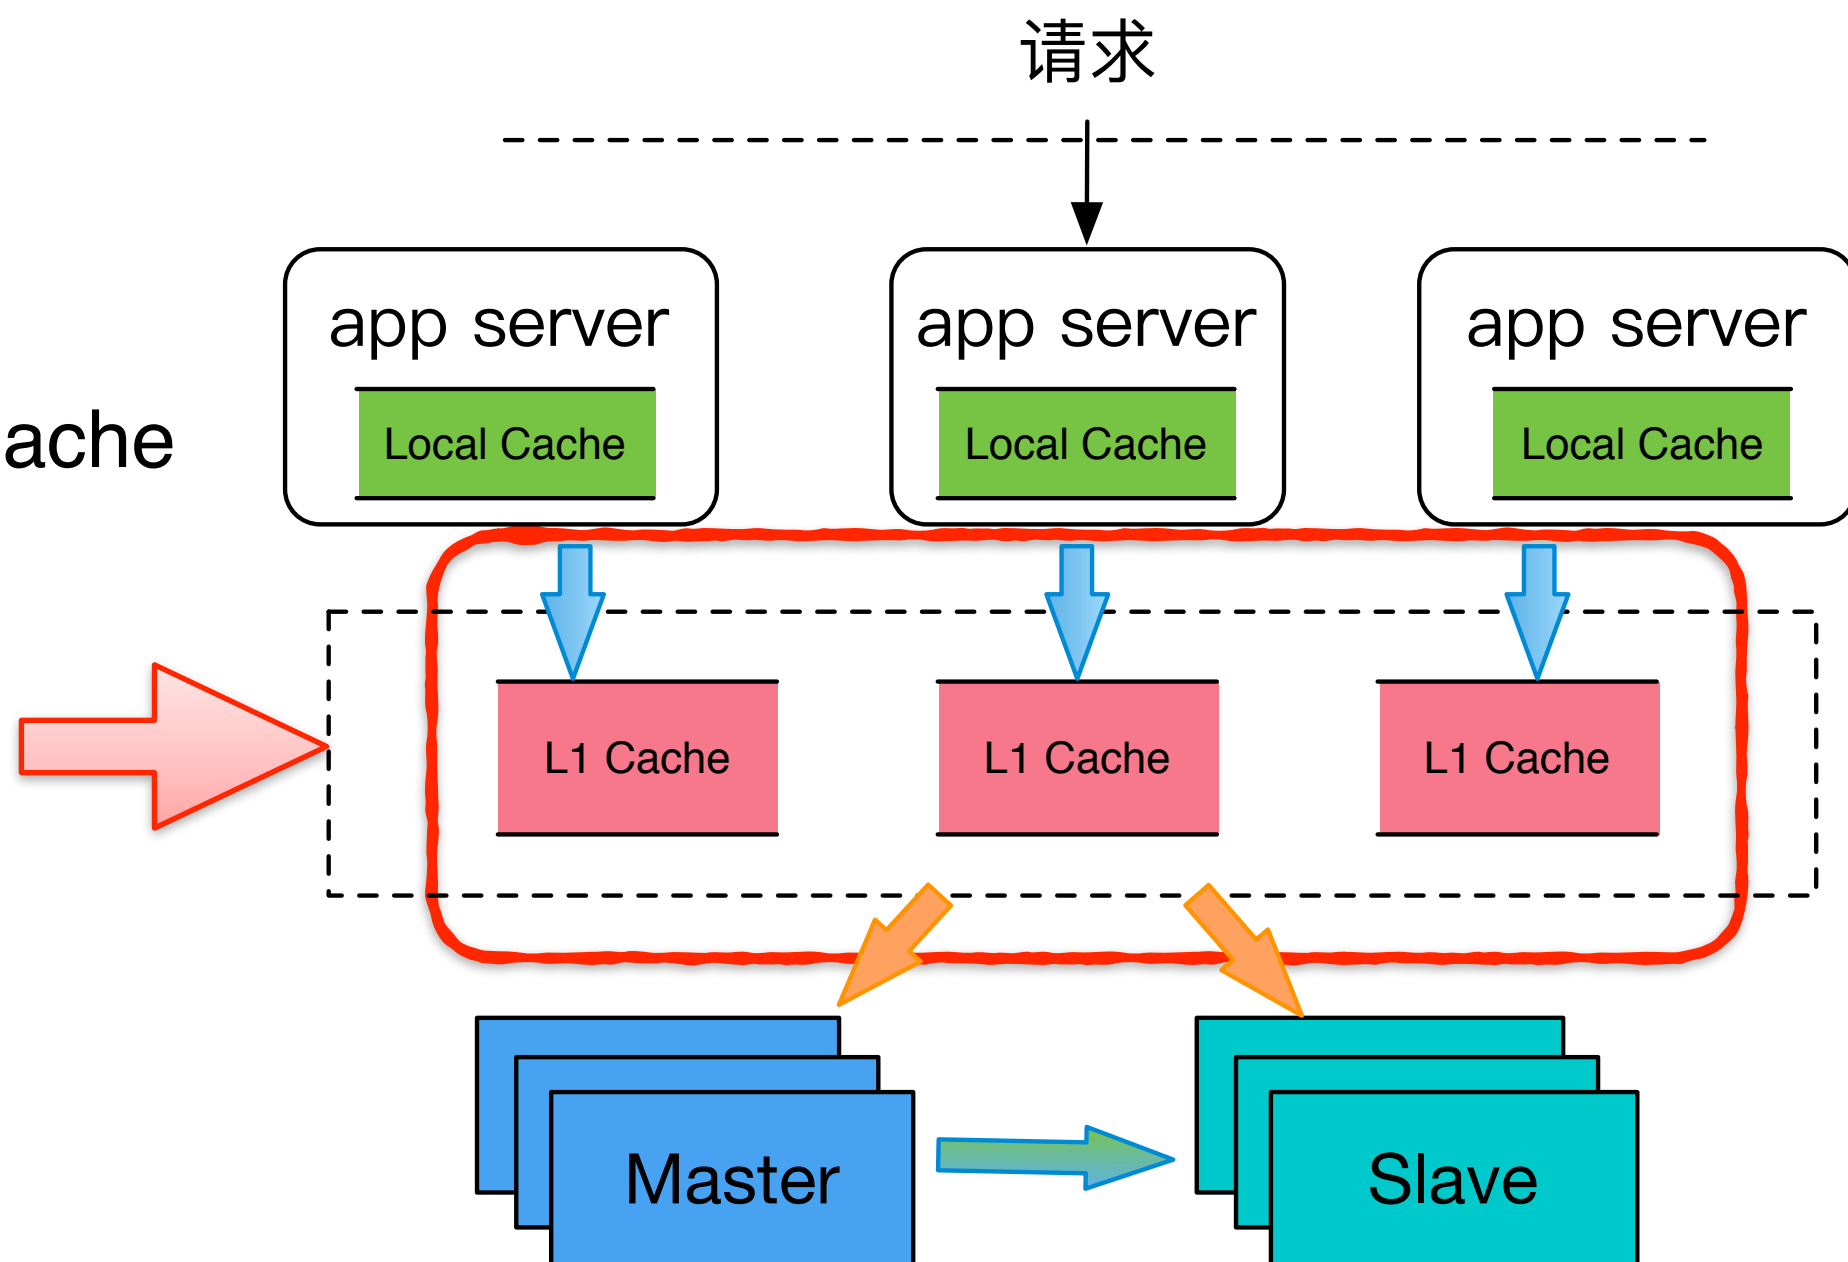 请求
app server
app server
app server
ache
Local Cache
Local Cache
Local Cache
L1 Cache
L1 Cache
L1 Cache
Master
Slave